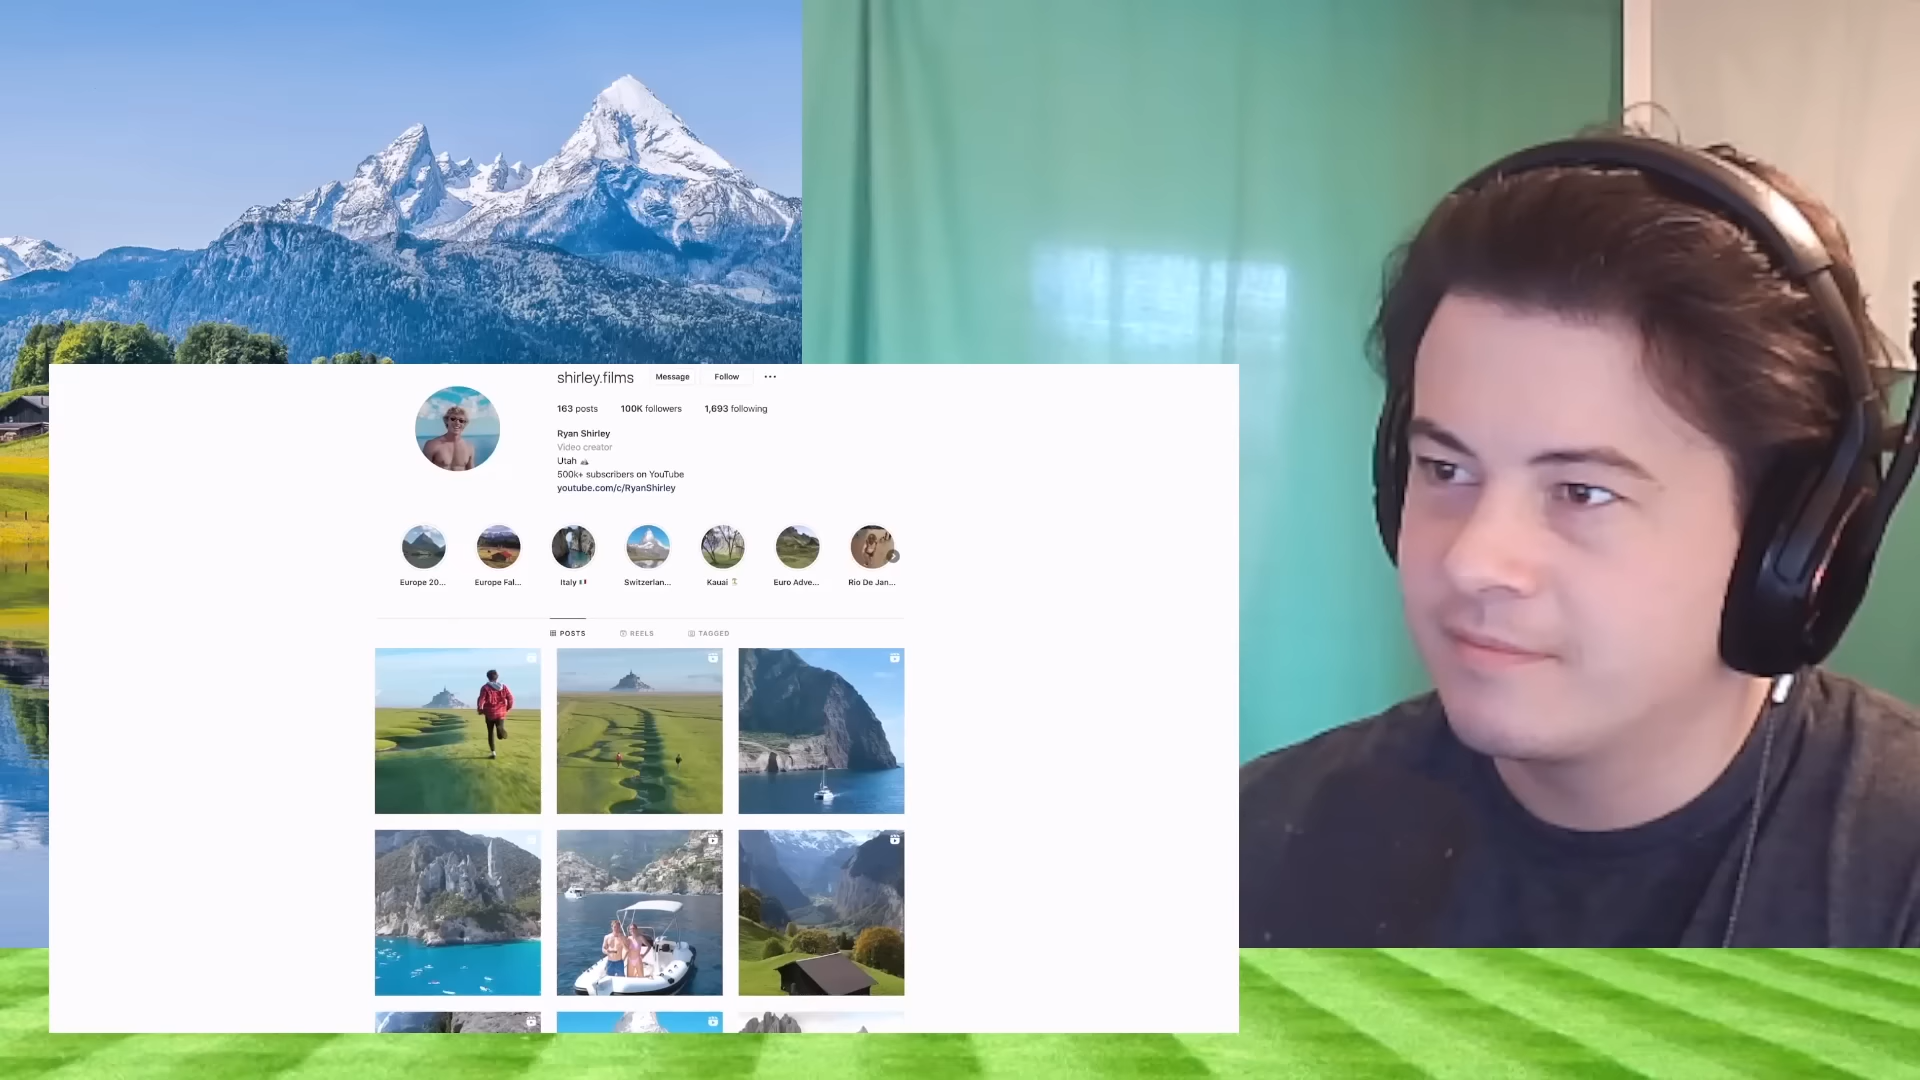 shirley.films Message Follow
163 posts 100K followers 1,693 following
Ryan Shirley
Video creator
Utah
500k+ subscribers on YouTube
youtube.com/c/RyanShirley
Europe 20... Europe Fal... Italy Switzerlan... Kauai Euro Adve... Rio De Jan...
POSTS REELS TAGGED